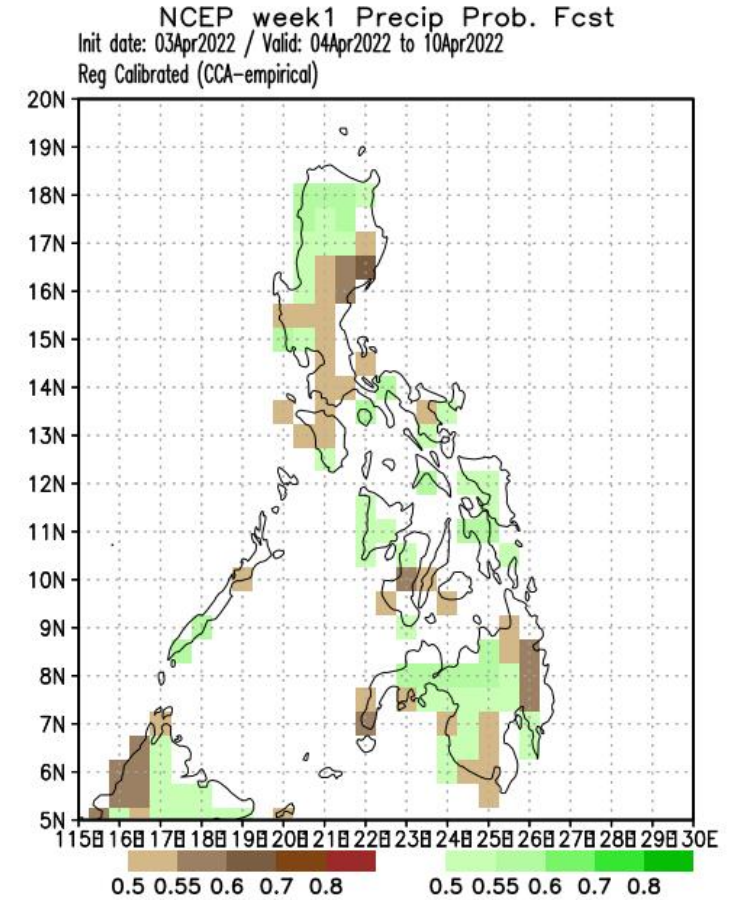 NCEP week1 Precip Prob. Fcst
Init date: 03Apr2022 / Valid: 04Apr2022 to 10Apr2022
Reg Calibrated (CCA-empirical)
20N
19N
18N
17N
16N
15N
14N
13N
12N
11N
10N
9N
8N
7N
6N
5N
115E 116E 117E 118E 119E 120E 121E 122E 123E 124E 125E 126E 127E 128E 129E 130E
0.5 0.55 0.6 0.7 0.8 0.5 0.55 0.6 0.7 0.8